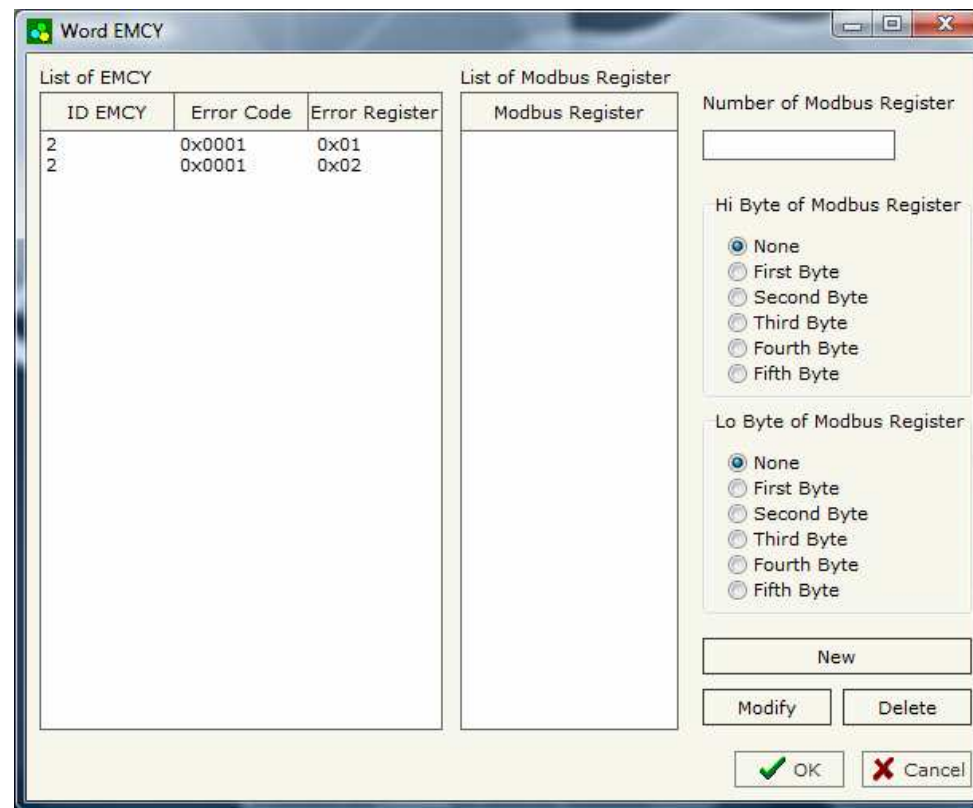 Word EMCY
List of EMCY
ID EMCY Error Code Error Register
2 0x0001 0x01
2 0x0001 0x02
List of Modbus Register
Modbus Register
Number of Modbus Register
Hi Byte of Modbus Register
None
First Byte
Second Byte
Third Byte
Fourth Byte
Fifth Byte
Lo Byte of Modbus Register
None
First Byte
Second Byte
Third Byte
Fourth Byte
Fifth Byte
New
Modify Delete
OK Cancel